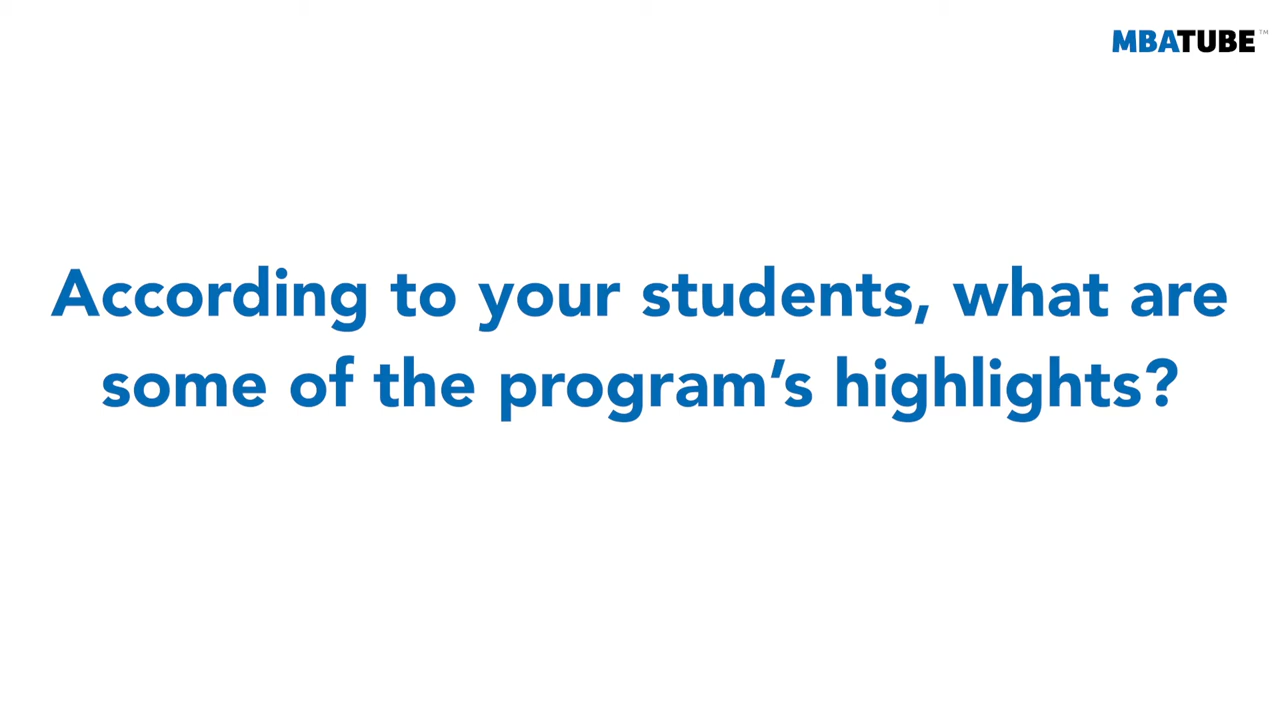 MBATUBE™
According to your students, what are
some of the program’s highlights?